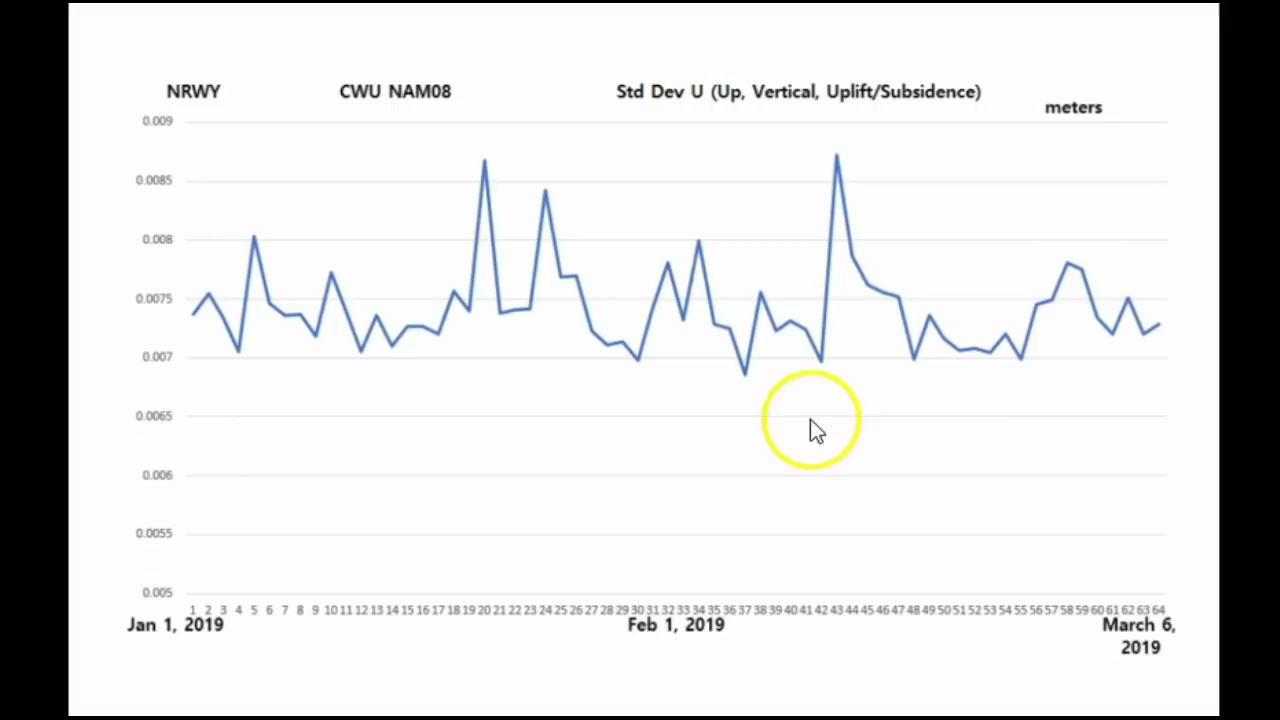 NRWY CWU NAM08 Std Dev U (Up, Vertical, Uplift/Subsidence)
meters
0.009
0.0085
0.008
0.0075
0.007
0.0065
0.006
0.0055
0.005
1 2 3 4 5 6 7 8 9 10 11 12 13 14 15 16 17 18 19 20 21 22 23 24 25 26 27 28 29 30 31 32 33 34 35 36 37 38 39 40 41 42 43 44 45 46 47 48 49 50 51 52 53 54 55 56 57 58 59 60 61 62 63 64
Jan 1, 2019 Feb 1, 2019 March 6,
2019